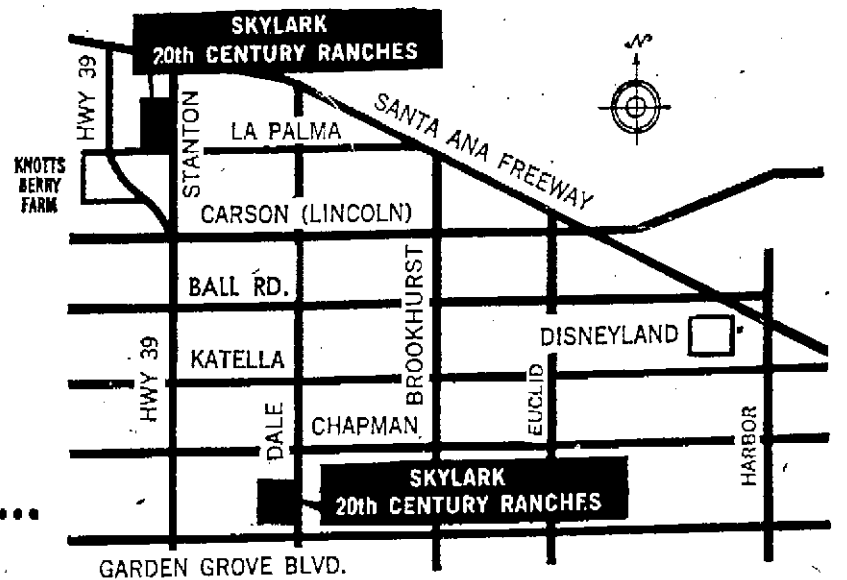 SKYLARK
20th CENTURY RANCHES
N
HWY 39
STANTON
LA PALMA
SANTA ANA FREEWAY
KNOTTS
BERRY
FARM
CARSON (LINCOLN)
BALL RD.
BROOKHURST
DISNEYLAND
HWY 39
KATELLA
EUCLID
DALE
CHAPMAN
HARBOR
SKYLARK
20th CENTURY RANCHES
...
GARDEN GROVE BLVD.